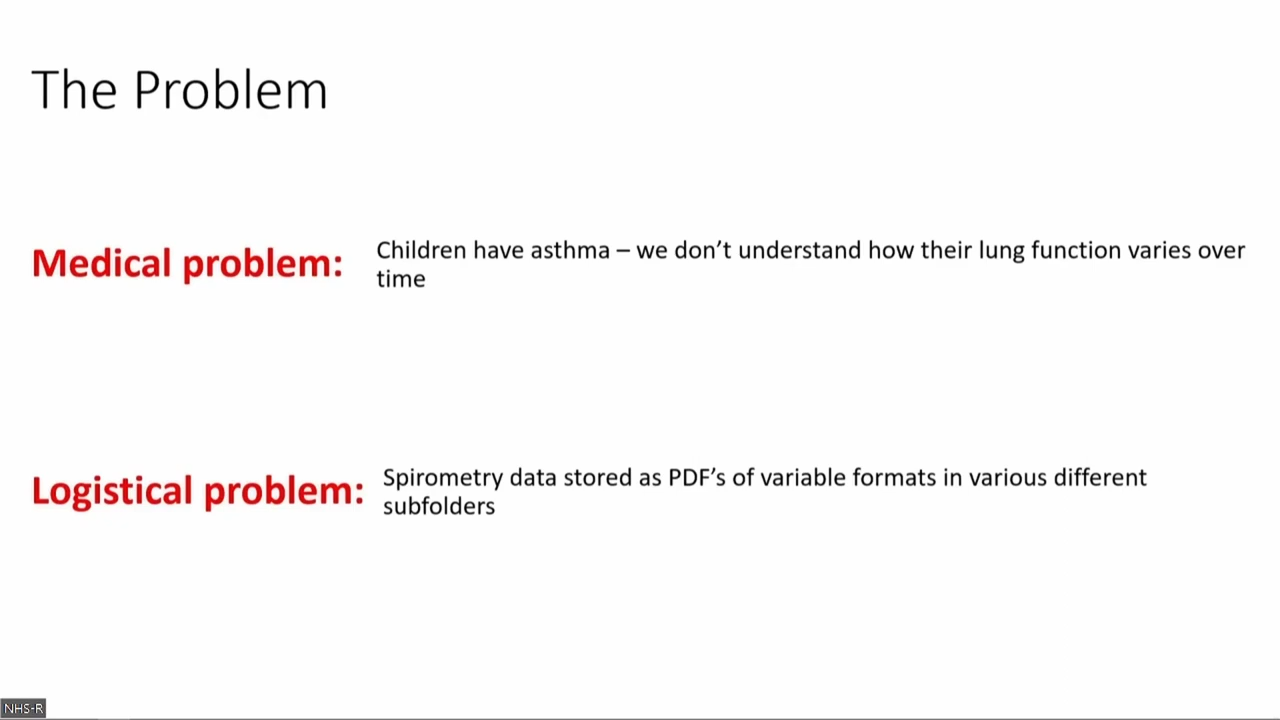 The Problem
Medical problem:
Children have asthma – we don’t understand how their lung function varies over
time
Logistical problem:
Spirometry data stored as PDF’s of variable formats in various different
subfolders
NHS-R